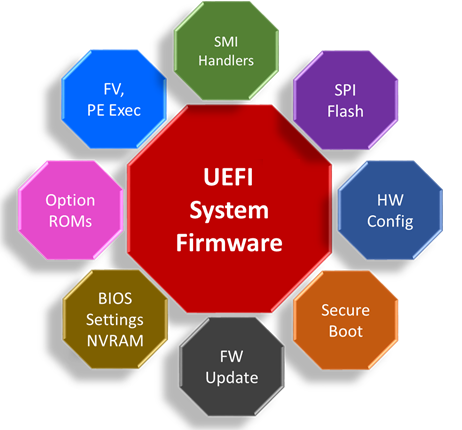 SMI
Handlers
FV,
PE Exec
SPI
Flash
UEFI
System
Firmware
Option
ROMs
HW
Config
BIOS
Settings
NVRAM
Secure
Boot
FW
Update